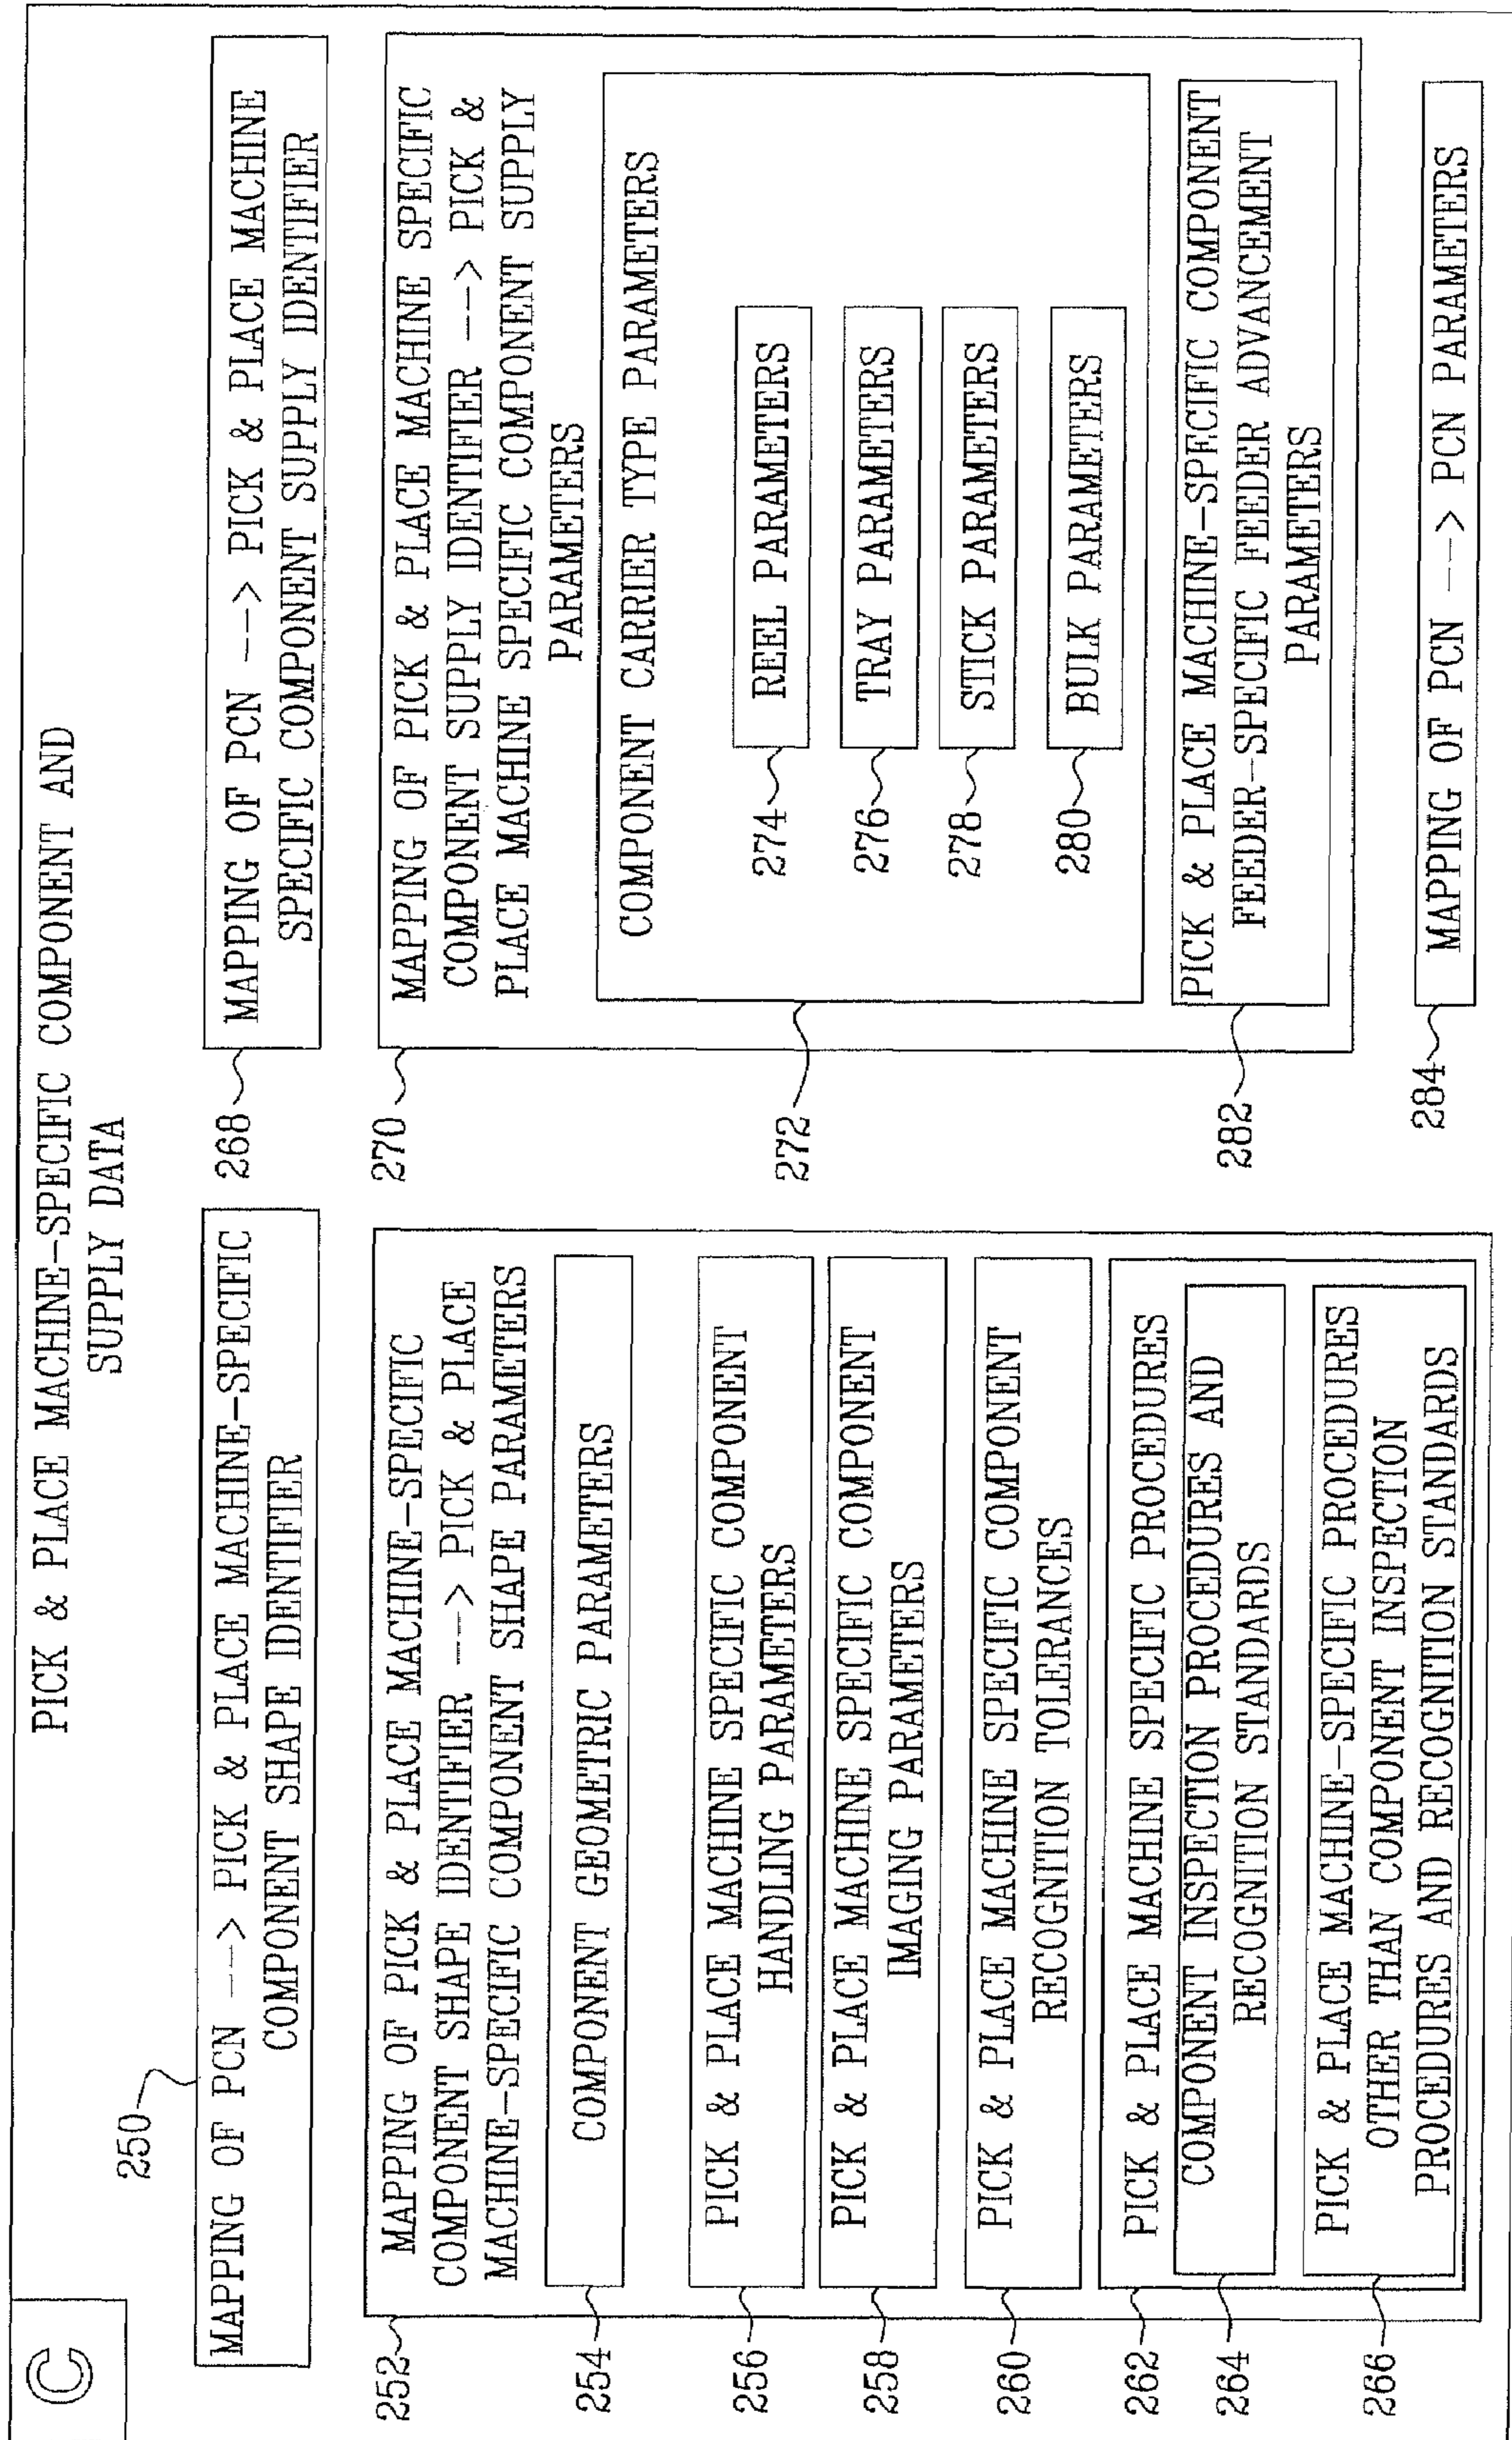 C
PICK & PLACE MACHINE-SPECIFIC COMPONENT AND
SUPPLY DATA
250
MAPPING OF PCN --> PICK & PLACE MACHINE-SPECIFIC
COMPONENT SHAPE IDENTIFIER
252
MAPPING OF PICK & PLACE MACHINE-SPECIFIC
COMPONENT SHAPE IDENTIFIER --> PICK & PLACE
MACHINE-SPECIFIC COMPONENT SHAPE PARAMETERS
254
COMPONENT GEOMETRIC PARAMETERS
256
PICK & PLACE MACHINE SPECIFIC COMPONENT
HANDLING PARAMETERS
258
PICK & PLACE MACHINE SPECIFIC COMPONENT
IMAGING PARAMETERS
260
PICK & PLACE MACHINE SPECIFIC COMPONENT
RECOGNITION TOLERANCES
262
PICK & PLACE MACHINE SPECIFIC PROCEDURES
264
COMPONENT INSPECTION PROCEDURES AND
RECOGNITION STANDARDS
266
PICK & PLACE MACHINE-SPECIFIC PROCEDURES
OTHER THAN COMPONENT INSPECTION
PROCEDURES AND RECOGNITION STANDARDS
268
MAPPING OF PCN --> PICK & PLACE MACHINE
SPECIFIC COMPONENT SUPPLY IDENTIFIER
270
MAPPING OF PICK & PLACE MACHINE SPECIFIC
COMPONENT SUPPLY IDENTIFIER --> PICK &
PLACE MACHINE SPECIFIC COMPONENT SUPPLY
PARAMETERS
272
COMPONENT CARRIER TYPE PARAMETERS
274
REEL PARAMETERS
276
TRAY PARAMETERS
278
STICK PARAMETERS
280
BULK PARAMETERS
282
PICK & PLACE MACHINE-SPECIFIC COMPONENT
FEEDER-SPECIFIC FEEDER ADVANCEMENT
PARAMETERS
284
MAPPING OF PCN --> PCN PARAMETERS